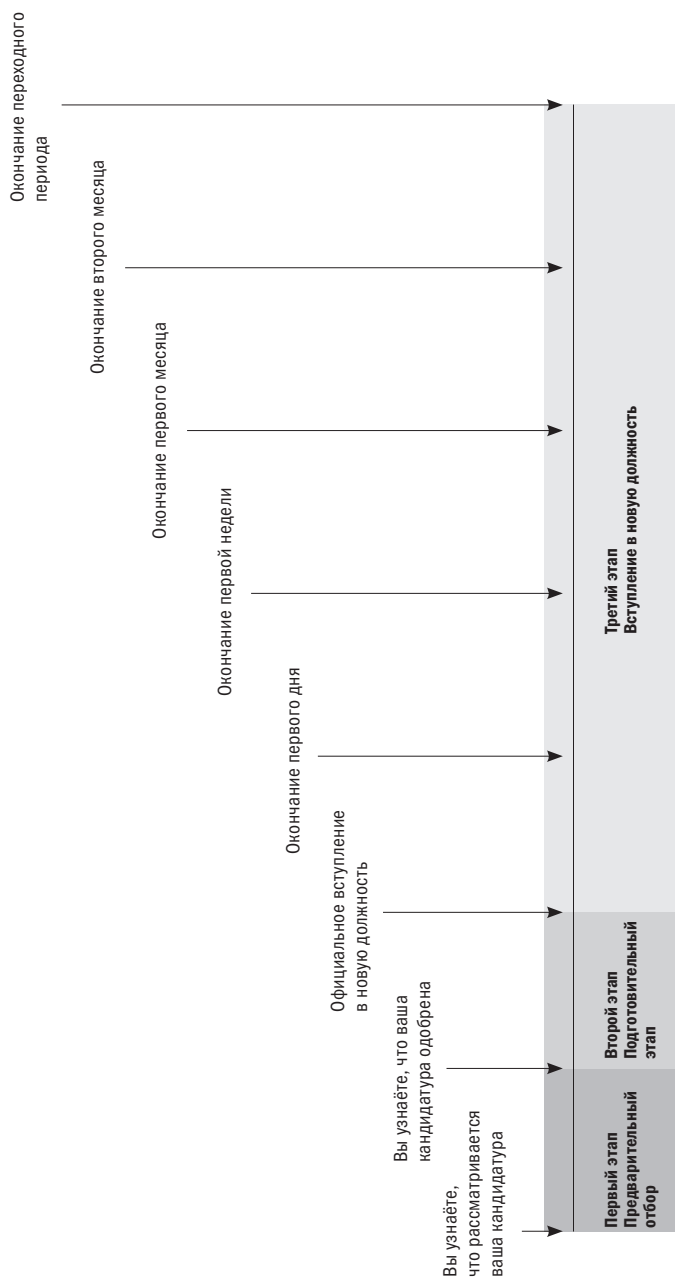 Вы узнаёте,
что рассматривается
ваша кандидатура
Вы узнаёте, что ваша
кандидатура одобрена
Официальное вступление
в новую должность
Окончание первого дня
Окончание первой недели
Окончание первого месяца
Окончание второго месяца
Окончание переходного
периода
Первый этап
Предварительный
отбор
Второй этап
Подготовительный
этап
Третий этап
Вступление в новую должность